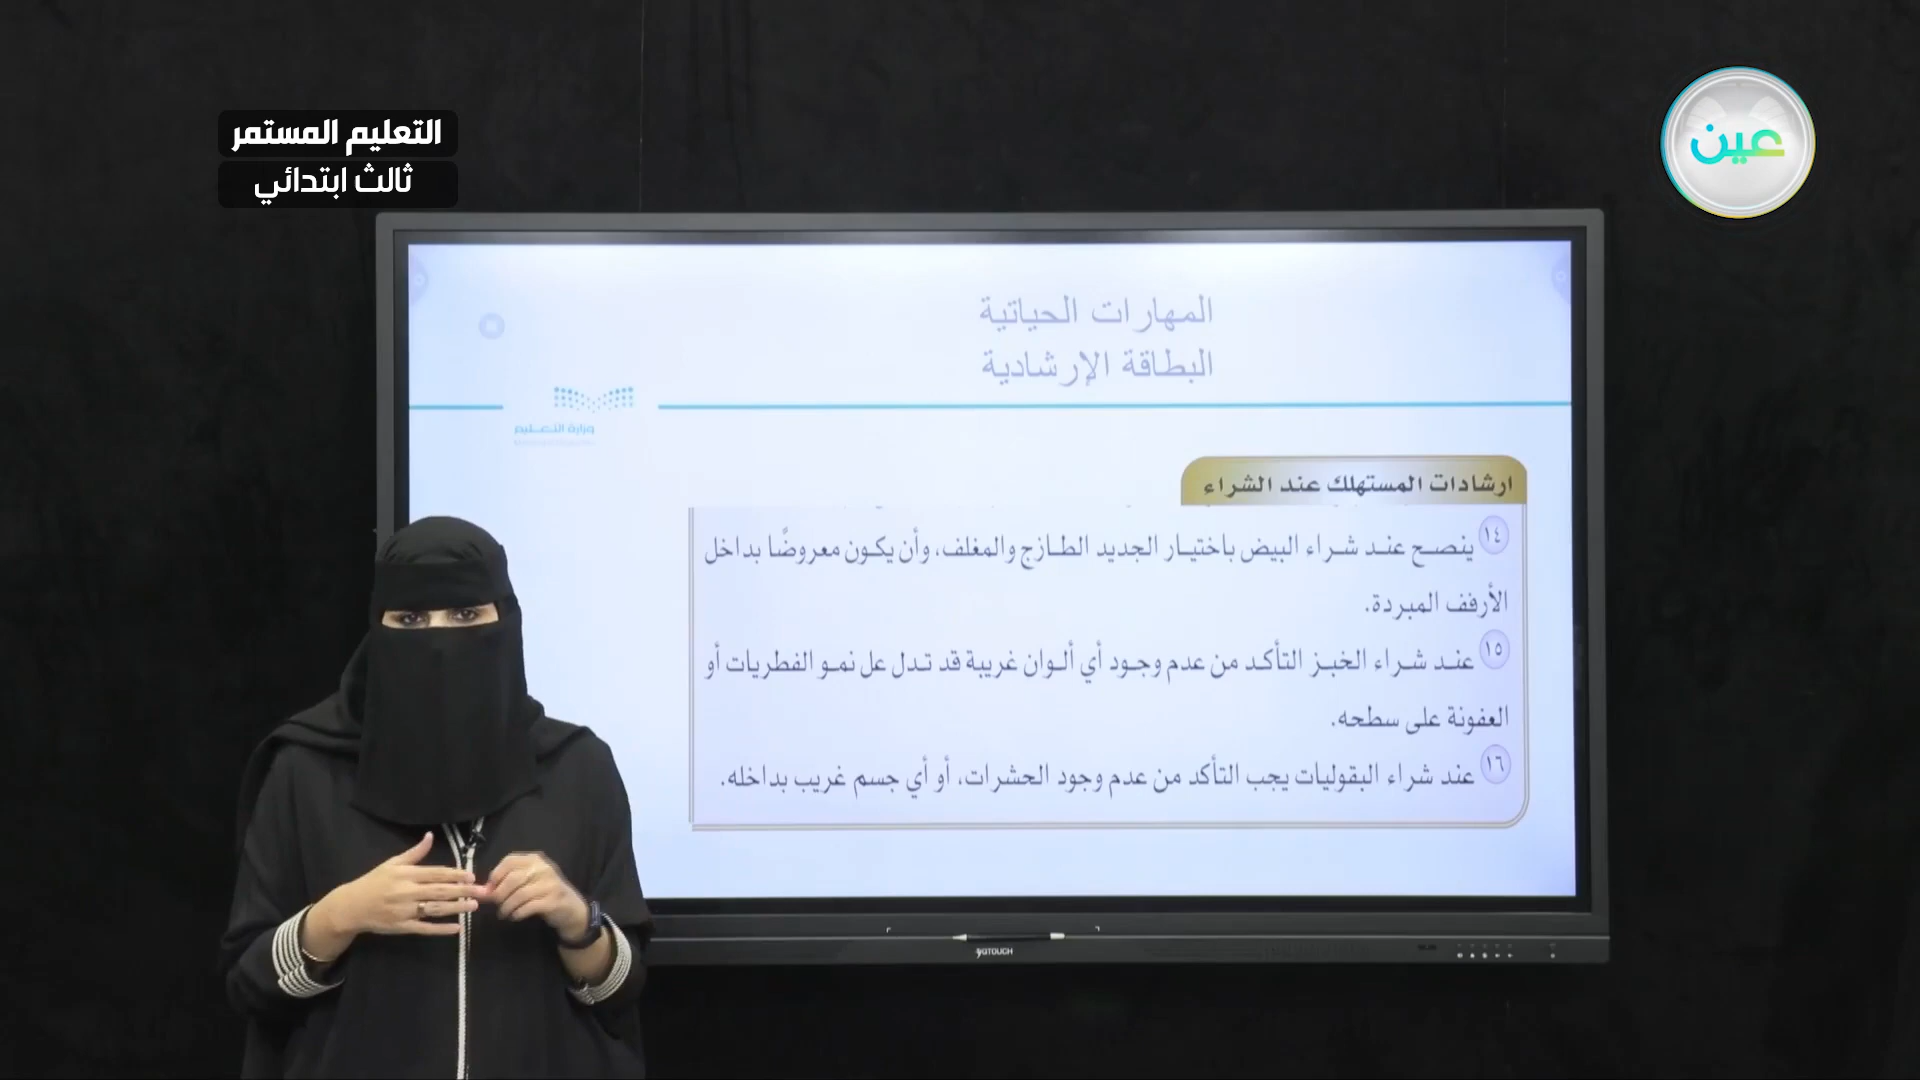 التعليم المستمر
ثالث ابتدائي
عين
المهارات الحياتية
البطاقة الإرشادية
وزارة التعـليم
ارشادات المستهلك عند الشراء
١٤ ينصح عند شراء البيض باختيار الجديد الطازج والمغلف، وأن يكون معروضًا بداخل
الأرفف المبردة.
١٥ عند شراء الخبز التأكد من عدم وجود أي ألوان غريبة قد تدل عل نمو الفطريات أو
العفونة على سطحه.
١٦ عند شراء البقوليات يجب التأكد من عدم وجود الحشرات، أو أي جسم غريب بداخله.